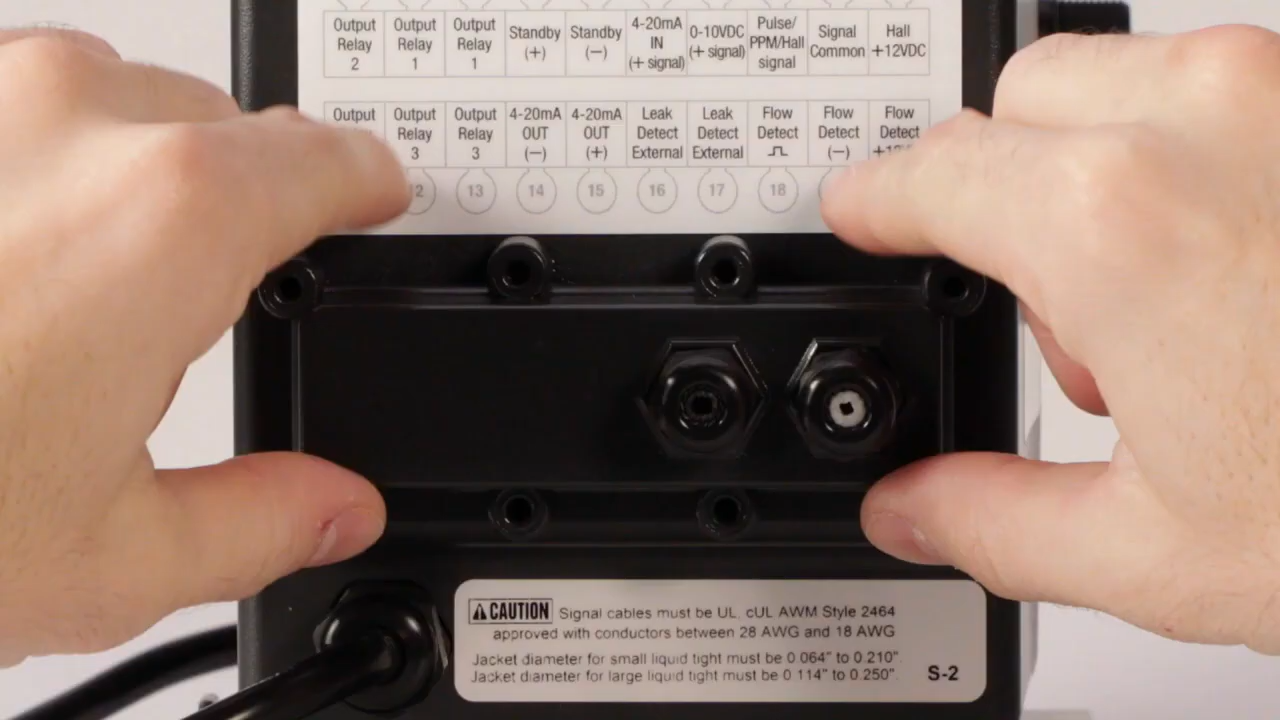 Output Relay 2
Output Relay 1
Output Relay 1
Standby (+)
Standby (—)
4-20mA IN (+ signal)
0-10VDC (+ signal)
Pulse/ PPM/Hall signal
Signal Common
Hall +12VDC
Output
Output Relay 3
Output Relay 3
4-20mA OUT (—)
4-20mA OUT (+)
Leak Detect External
Leak Detect External
Flow Detect
Flow Detect (—)
Flow Detect
13 14 15 16 17 18
⚠ CAUTION Signal cables must be UL, cUL AWM Style 2464
approved with conductors between 28 AWG and 18 AWG
Jacket diameter for small liquid tight must be 0.064" to 0.210".
Jacket diameter for large liquid tight must be 0.114" to 0.250".
S-2